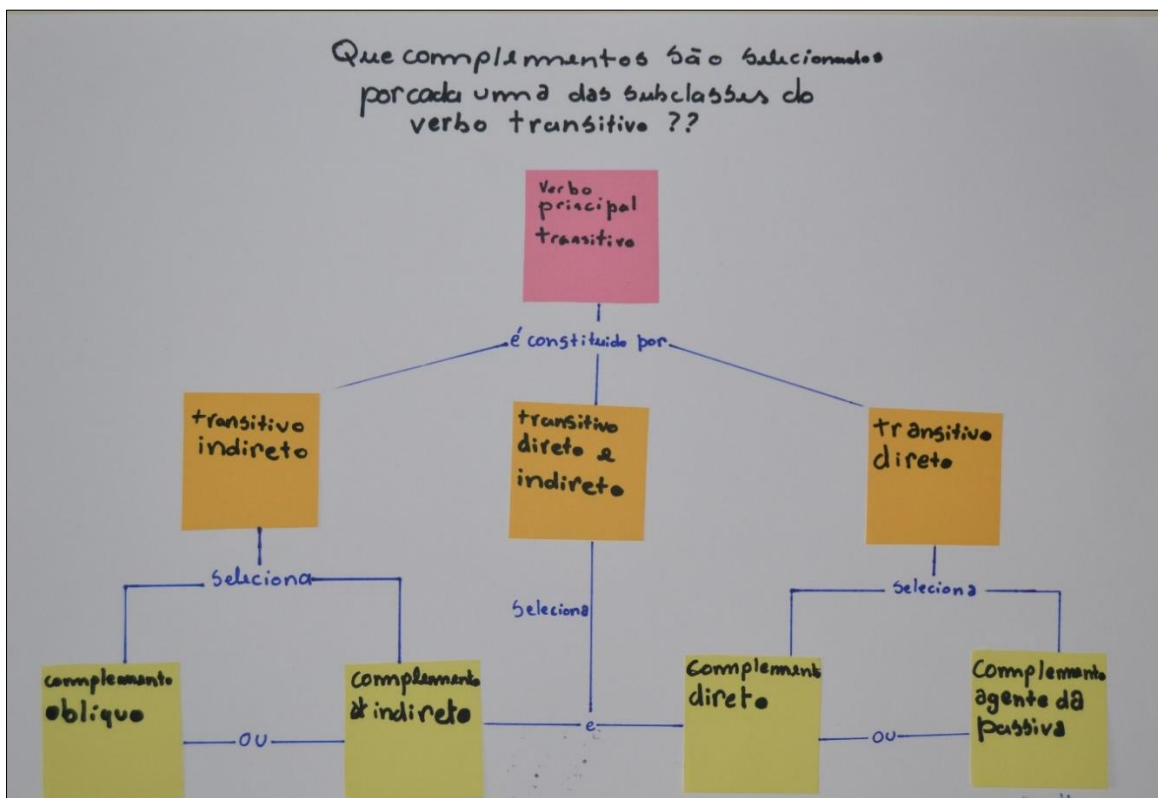 Que complementos são selecionados
por cada uma das subclasses do
verbo transitivo ??
Verbo
principal
transitivo
é constituido por
transitivo
indireto
transitivo
direto e
indireto
transitivo
direto
seleciona
seleciona
seleciona
complemento
oblíquo
complemento
indireto
complemento
direto
complemento
agente da
passiva
ou
e
ou